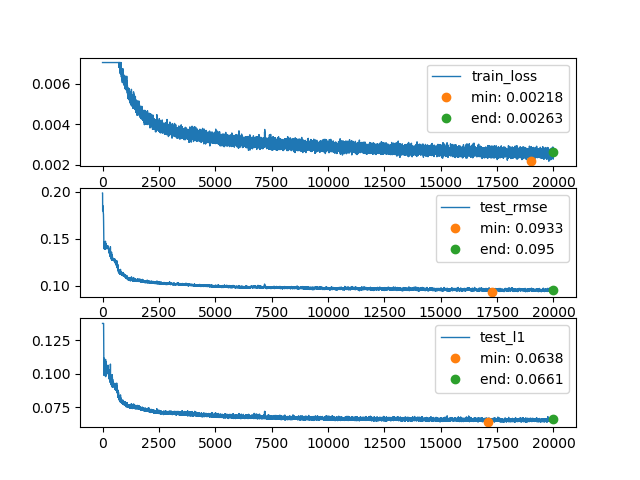 0.006
0.004
0.002
train_loss
min: 0.00218
end: 0.00263
0 2500 5000 7500 10000 12500 15000 17500 20000
0.20
0.15
0.10
test_rmse
min: 0.0933
end: 0.095
0 2500 5000 7500 10000 12500 15000 17500 20000
0.125
0.100
0.075
test_l1
min: 0.0638
end: 0.0661
0 2500 5000 7500 10000 12500 15000 17500 20000